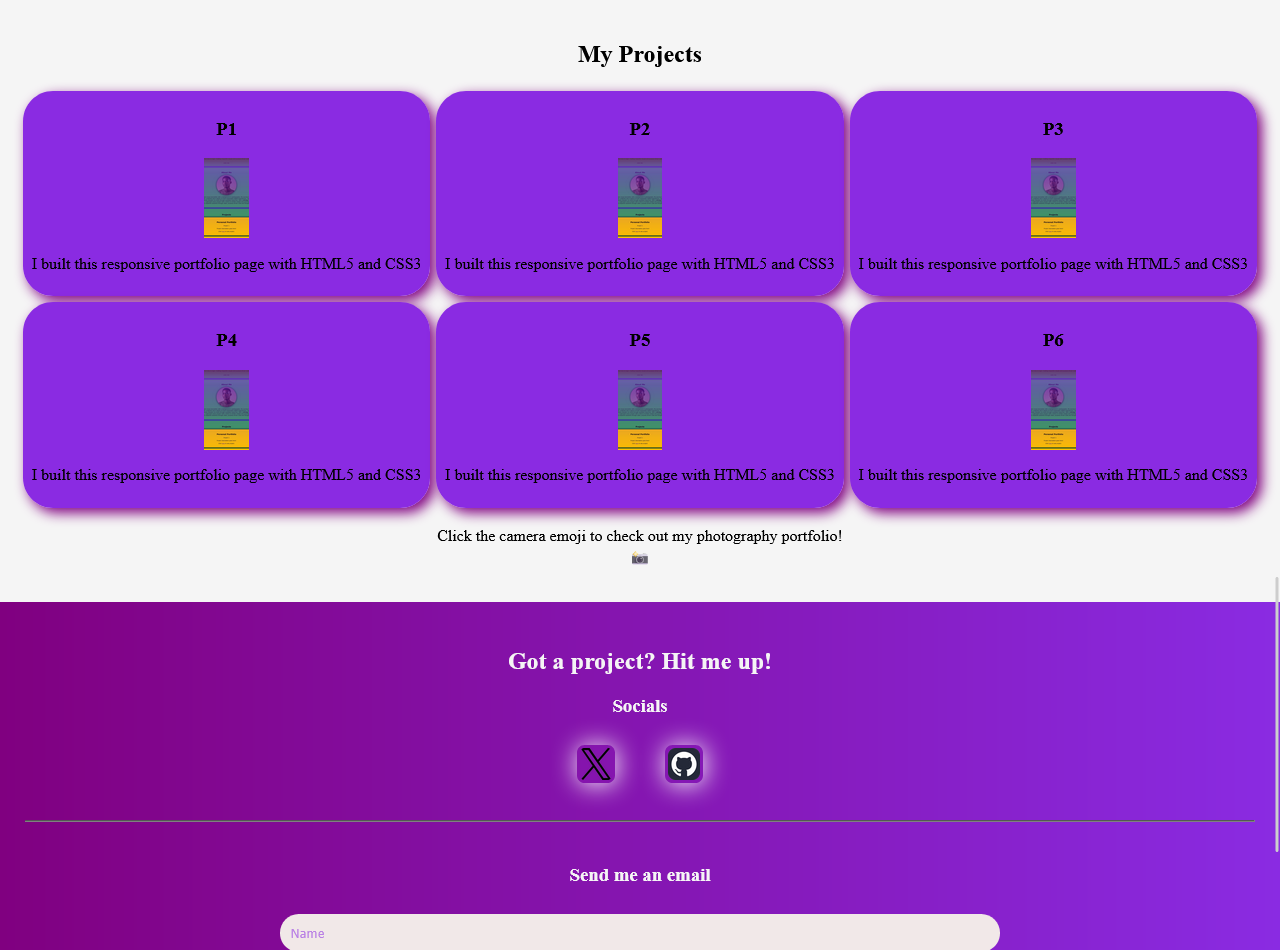 My Projects
P1
P2
P3
I built this responsive portfolio page with HTML5 and CSS3
I built this responsive portfolio page with HTML5 and CSS3
I built this responsive portfolio page with HTML5 and CSS3
P4
P5
P6
I built this responsive portfolio page with HTML5 and CSS3
I built this responsive portfolio page with HTML5 and CSS3
I built this responsive portfolio page with HTML5 and CSS3
Click the camera emoji to check out my photography portfolio!
📸
Got a project? Hit me up!
Socials
Send me an email
Name